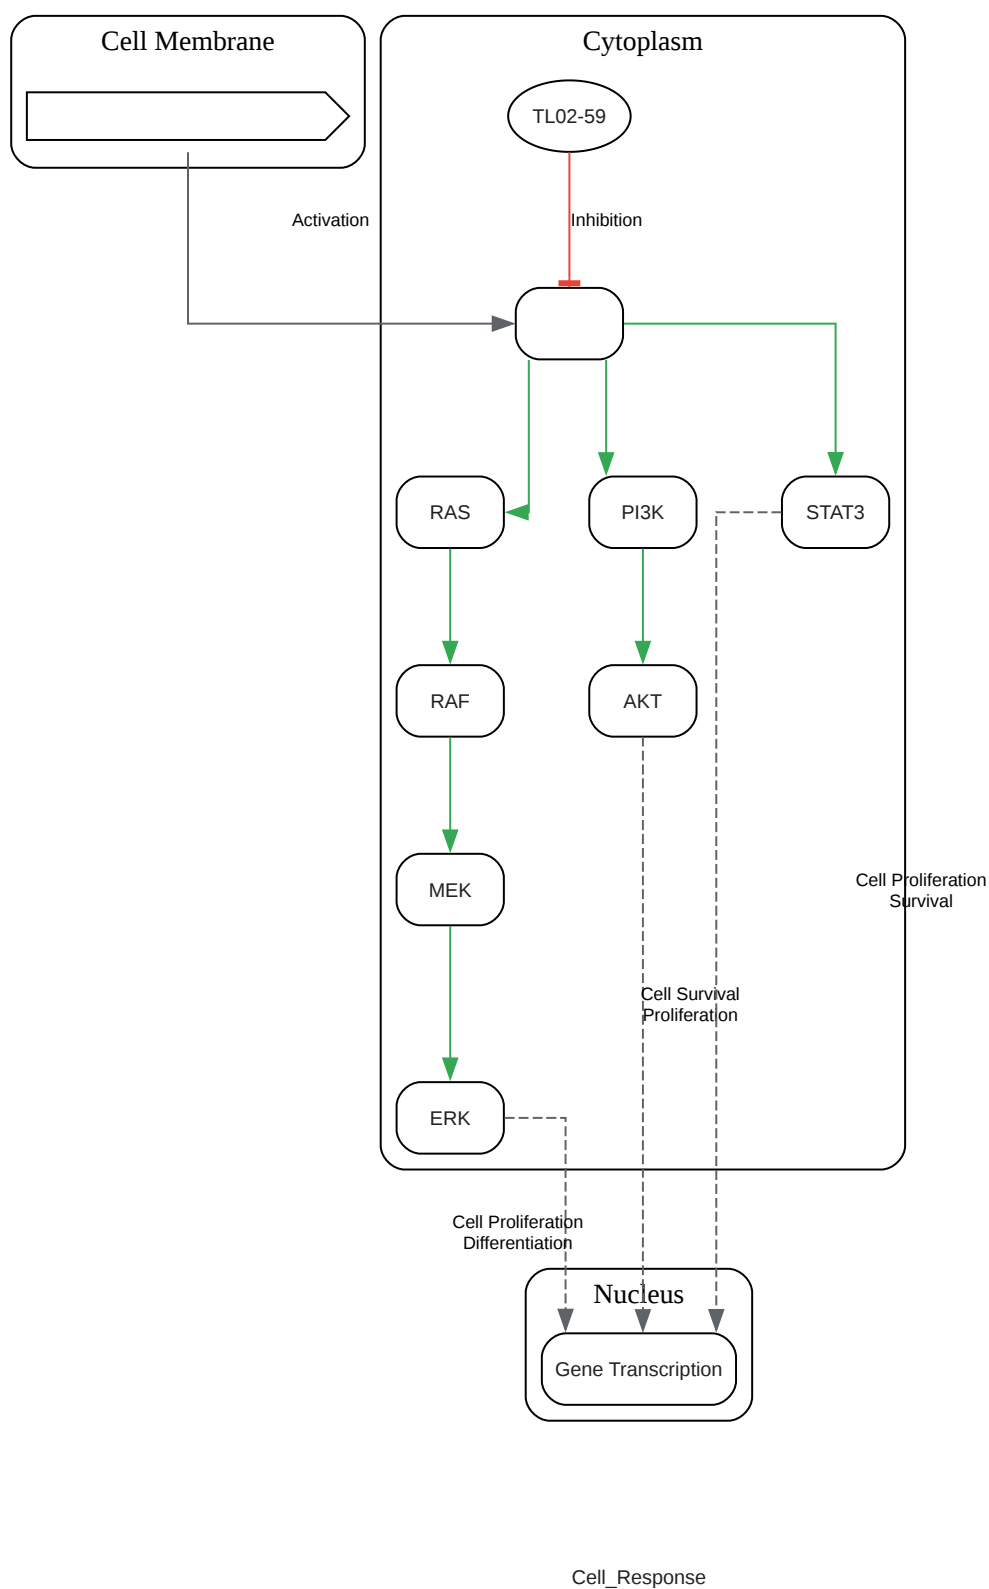 Cell Membrane
Cytoplasm
TL02-59
Activation
Inhibition
RAS
PI3K
STAT3
RAF
AKT
MEK
Cell Proliferation
Survival
Cell Survival
Proliferation
ERK
Cell Proliferation
Differentiation
Nucleus
Gene Transcription
Cell_Response